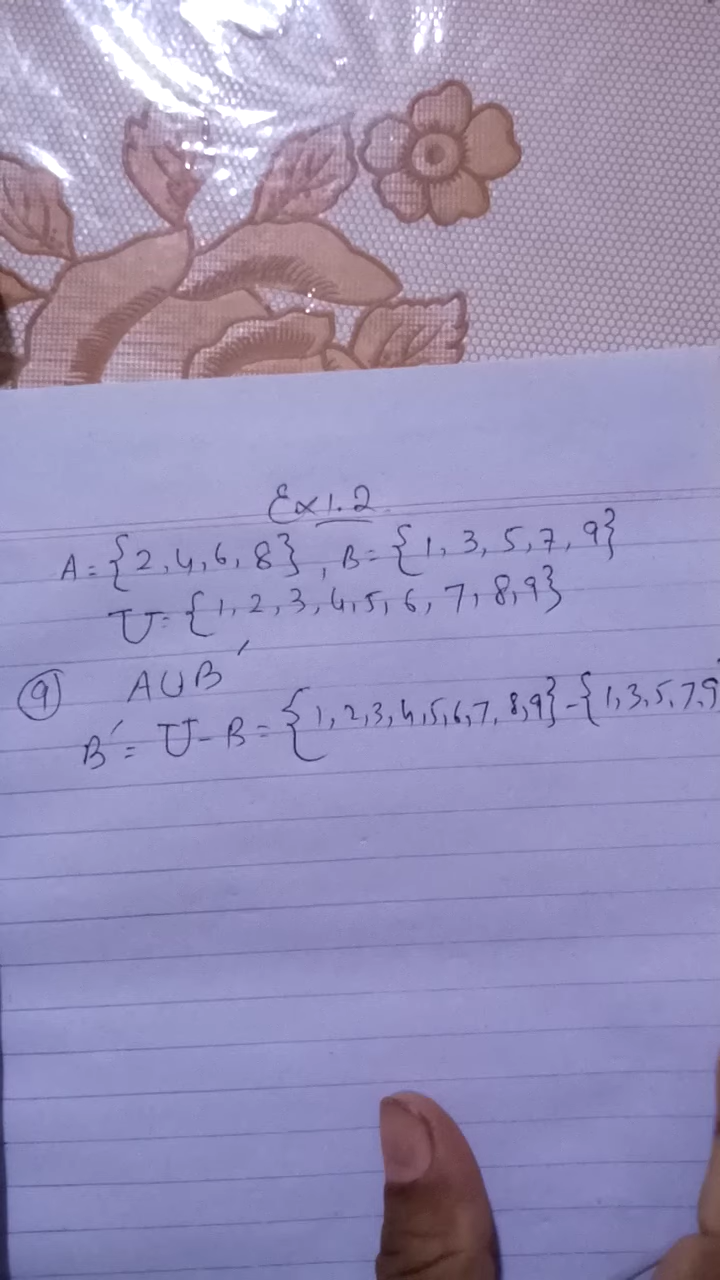 Ex 1.2
A = {2, 4, 6, 8}, B = {1, 3, 5, 7, 9}
U = {1, 2, 3, 4, 5, 6, 7, 8, 9}
(9) A∪B′
B′ = U - B = {1, 2, 3, 4, 5, 6, 7, 8, 9} - {1, 3, 5, 7, 9